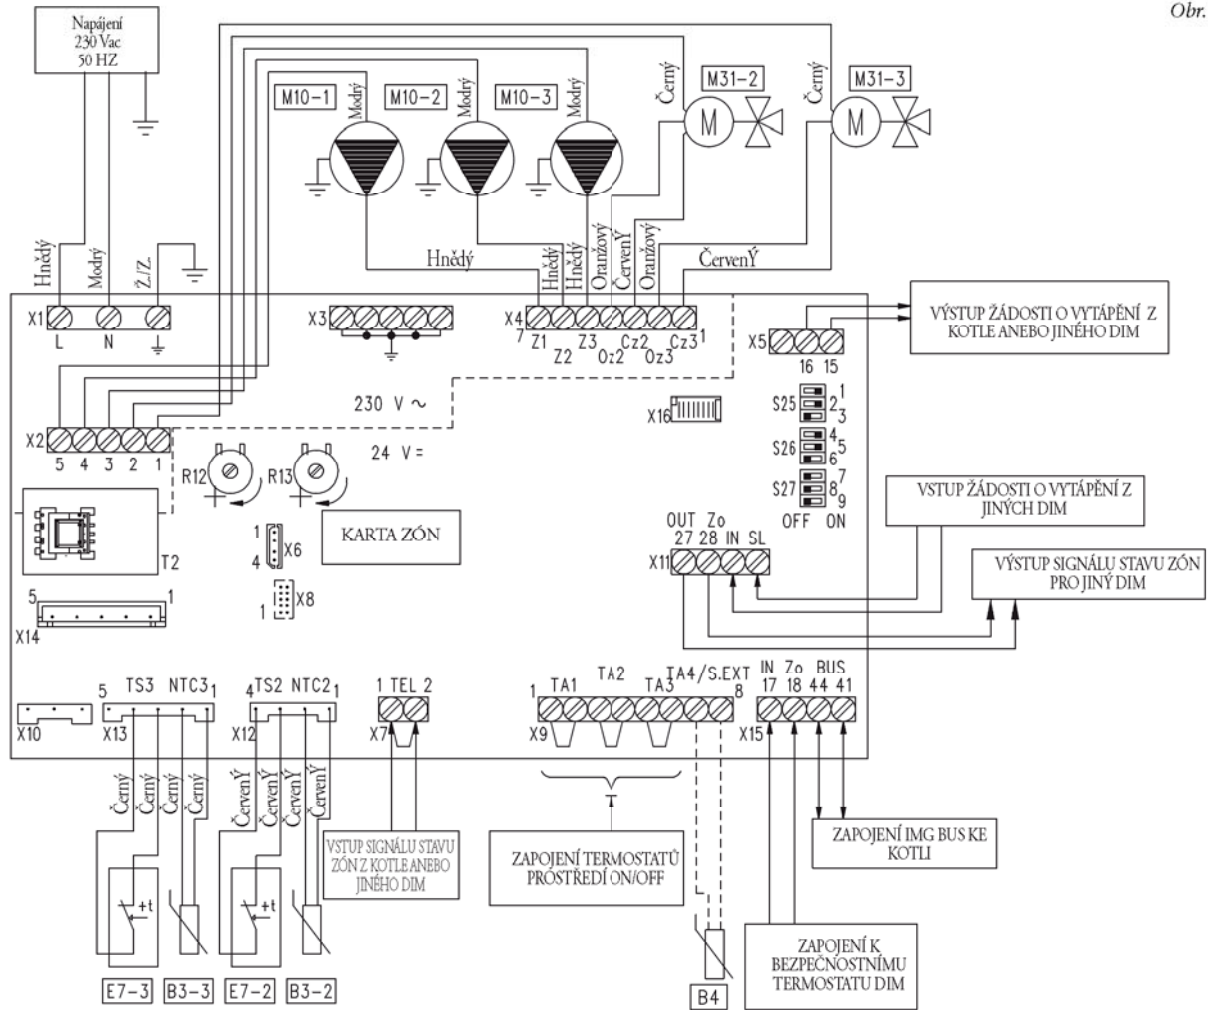 Obr.
Napájení
230 Vac
50 HZ
M10-1
Modrý
M10-2
Modrý
M10-3
Modrý
Černý
M31-2
M
Černý
M31-3
M
Hnědý
Modrý
Ž./Z.
Hnědý
Hnědý
Hnědý
Oranžový
ČervenÝ
Oranžový
ČervenÝ
X1
L
N
X3
X4
7
Z1
Z2
Z3
Oz2
Cz2
Oz3
Cz3
1
X5
16 15
VÝSTUP ŽÁDOSTI O VYTÁPĚNÍ Z
KOTLE ANEBO JINÉHO DIM
230 V ~
24 V =
X16
S25
1
2
3
S26
4
5
6
S27
7
8
9
OFF ON
X2
5 4 3 2 1
R12
R13
+
+
T2
1
4
X6
KARTA ZÓN
1
X8
5
1
X14
OUT Zo
27 28 IN SL
X11
VSTUP ŽÁDOSTI O VYTÁPĚNÍ Z
JINÝCH DIM
VÝSTUP SIGNÁLU STAVU ZÓN
PRO JINÝ DIM
X10
5 TS3 NTC3 1
X13
4 TS2 NTC2 1
X12
1 TEL 2
X7
1 TA1 TA2 TA3 TA4/S.EXT 8
X9
IN Zo BUS
17 18 44 41
X15
Černý
Černý
Černý
Černý
ČervenÝ
ČervenÝ
ČervenÝ
ČervenÝ
VSTUP SIGNÁLU STAVU
ZÓN Z KOTLE ANEBO
JINÉHO DIM
ZAPOJENÍ TERMOSTATŮ
PROSTŘEDÍ ON/OFF
ZAPOJENÍ IMG BUS KE
KOTLI
ZAPOJENÍ K
BEZPEČNOSTNÍMU
TERMOSTATU DIM
+t
+t
E7-3
B3-3
E7-2
B3-2
B4